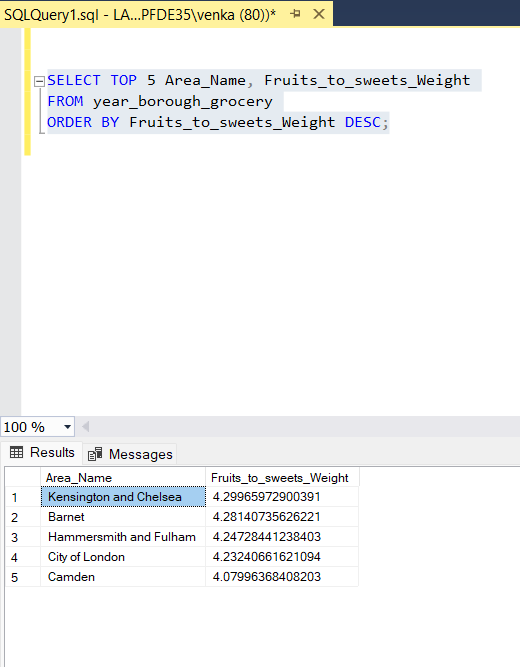 SQLQuery1.sql - LA...PFDE35\venka (80))*
SELECT TOP 5 Area_Name, Fruits_to_sweets_Weight
FROM year_borough_grocery
ORDER BY Fruits_to_sweets_Weight DESC;
100 %
Results Messages
Area_Name Fruits_to_sweets_Weight
1 Kensington and Chelsea 4.29965972900391
2 Barnet 4.28140735626221
3 Hammersmith and Fulham 4.24728441238403
4 City of London 4.23240661621094
5 Camden 4.07996368408203